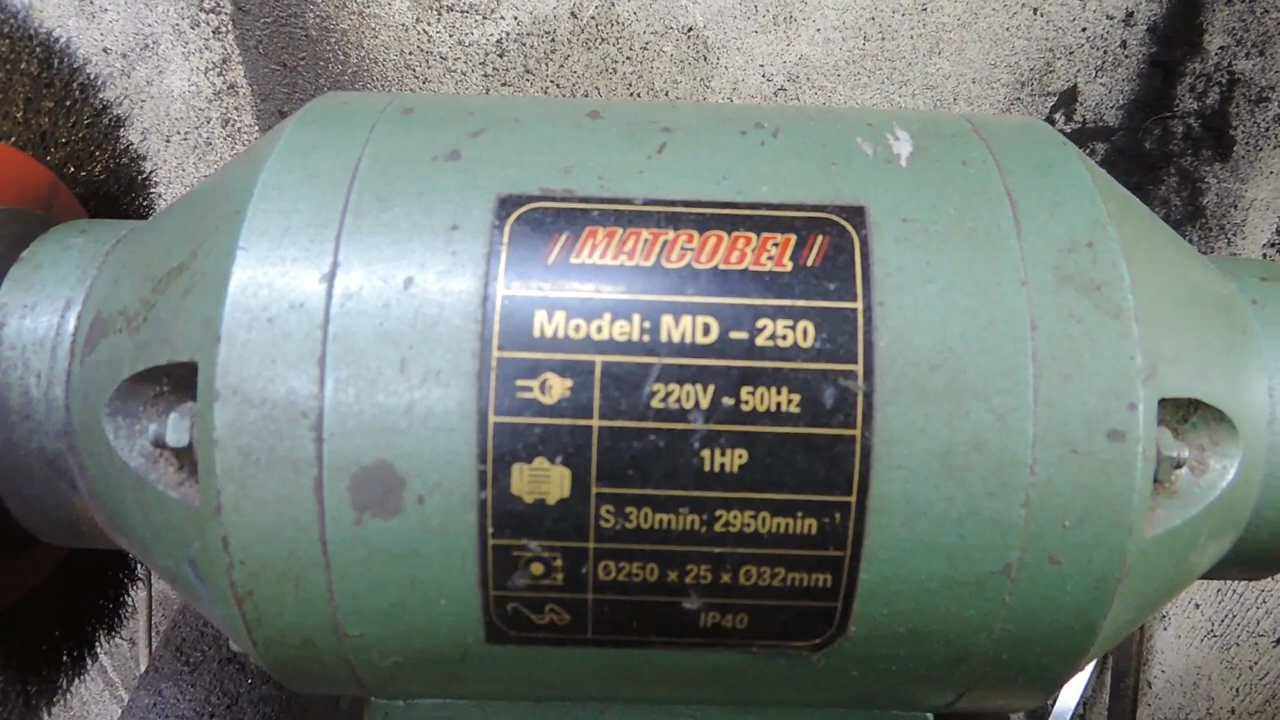 MATCOBEL
Model: MD - 250
220V ~ 50Hz
1HP
S₂30min; 2950min⁻¹
Ø250 x 25 x Ø32mm
IP40